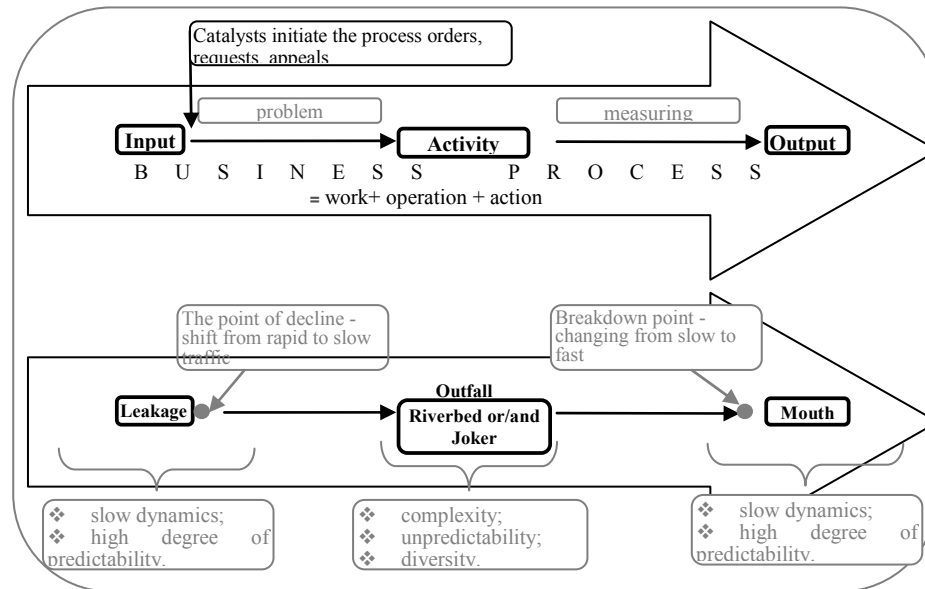 Catalysts initiate the process orders,
requests, appeals
problem
measuring
Input
Activity
Output
B U S I N E S S P R O C E S S
= work+ operation + action
The point of decline -
shift from rapid to slow
traffic
Breakdown point -
changing from slow to
fast
Outfall
Leakage
Riverbed or/and
Joker
Mouth
❖ slow dynamics;
❖ high degree of
predictability.
❖ complexity;
❖ unpredictability;
❖ diversity.
❖ slow dynamics;
❖ high degree of
predictability.